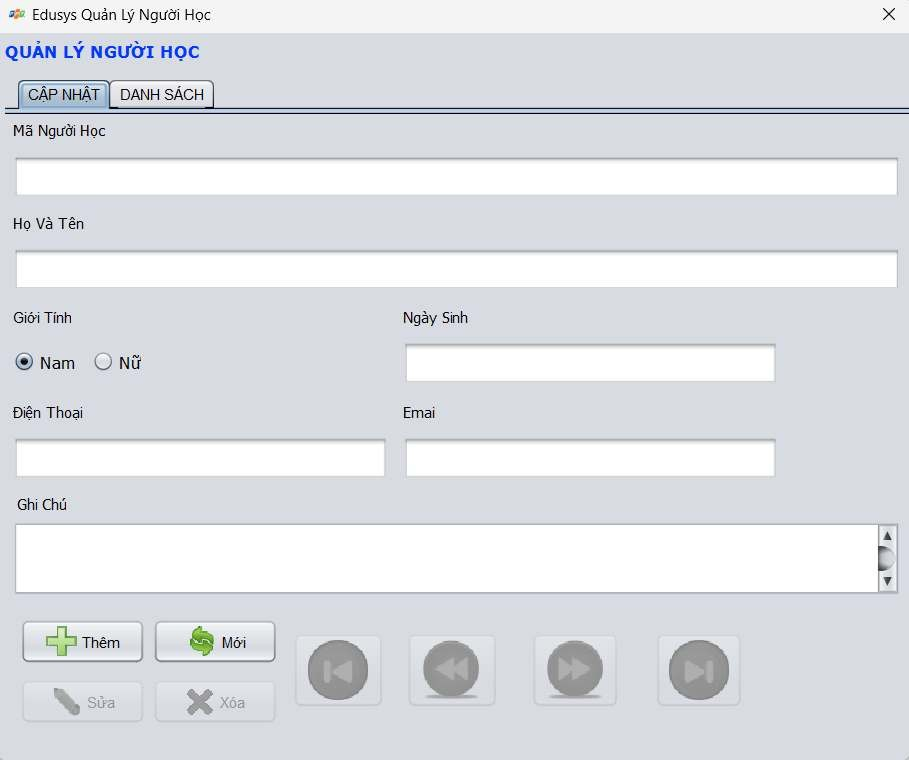 Edusys Quản Lý Người Học
QUẢN LÝ NGƯỜI HỌC
CẬP NHẬT DANH SÁCH
Mã Người Học
Họ Và Tên
Giới Tính Ngày Sinh
Nam Nữ
Điện Thoại Emai
Ghi Chú
Thêm Mới
Sửa Xóa